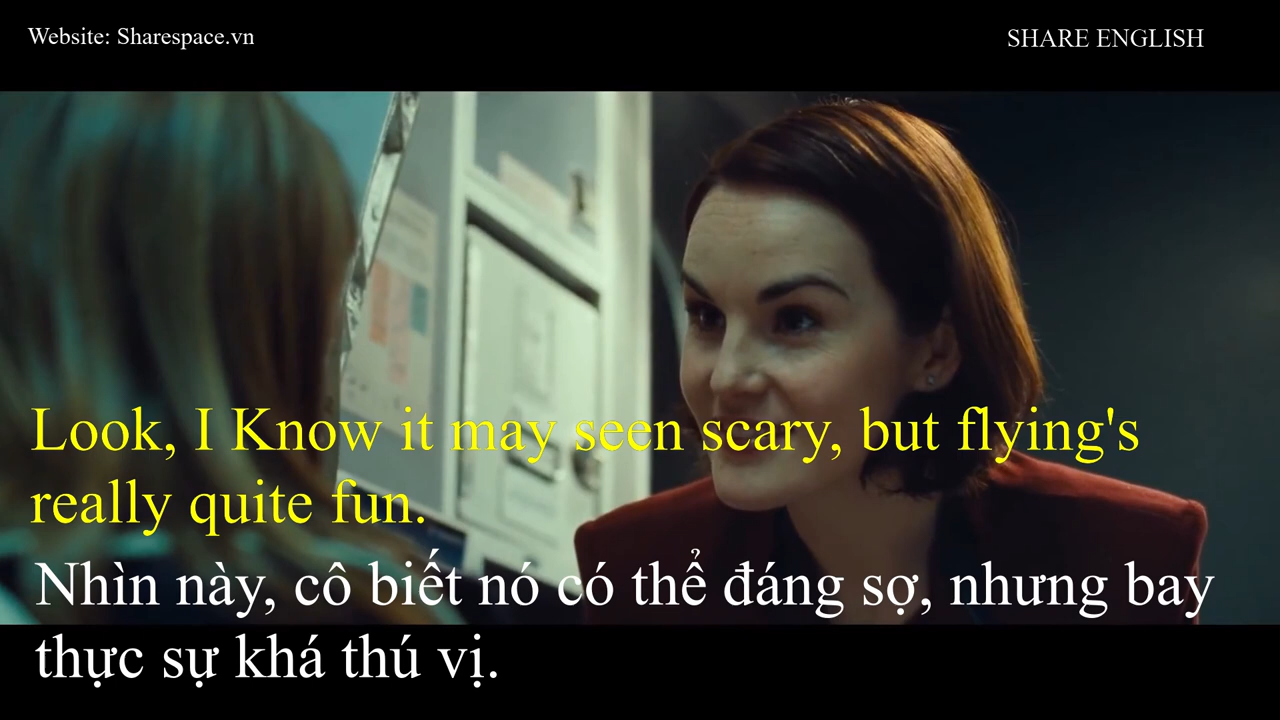 Website: Sharespace.vn
SHARE ENGLISH
Look, I Know it may seen scary, but flying's
really quite fun.
Nhìn này, cô biết nó có thể đáng sợ, nhưng bay
thực sự khá thú vị.